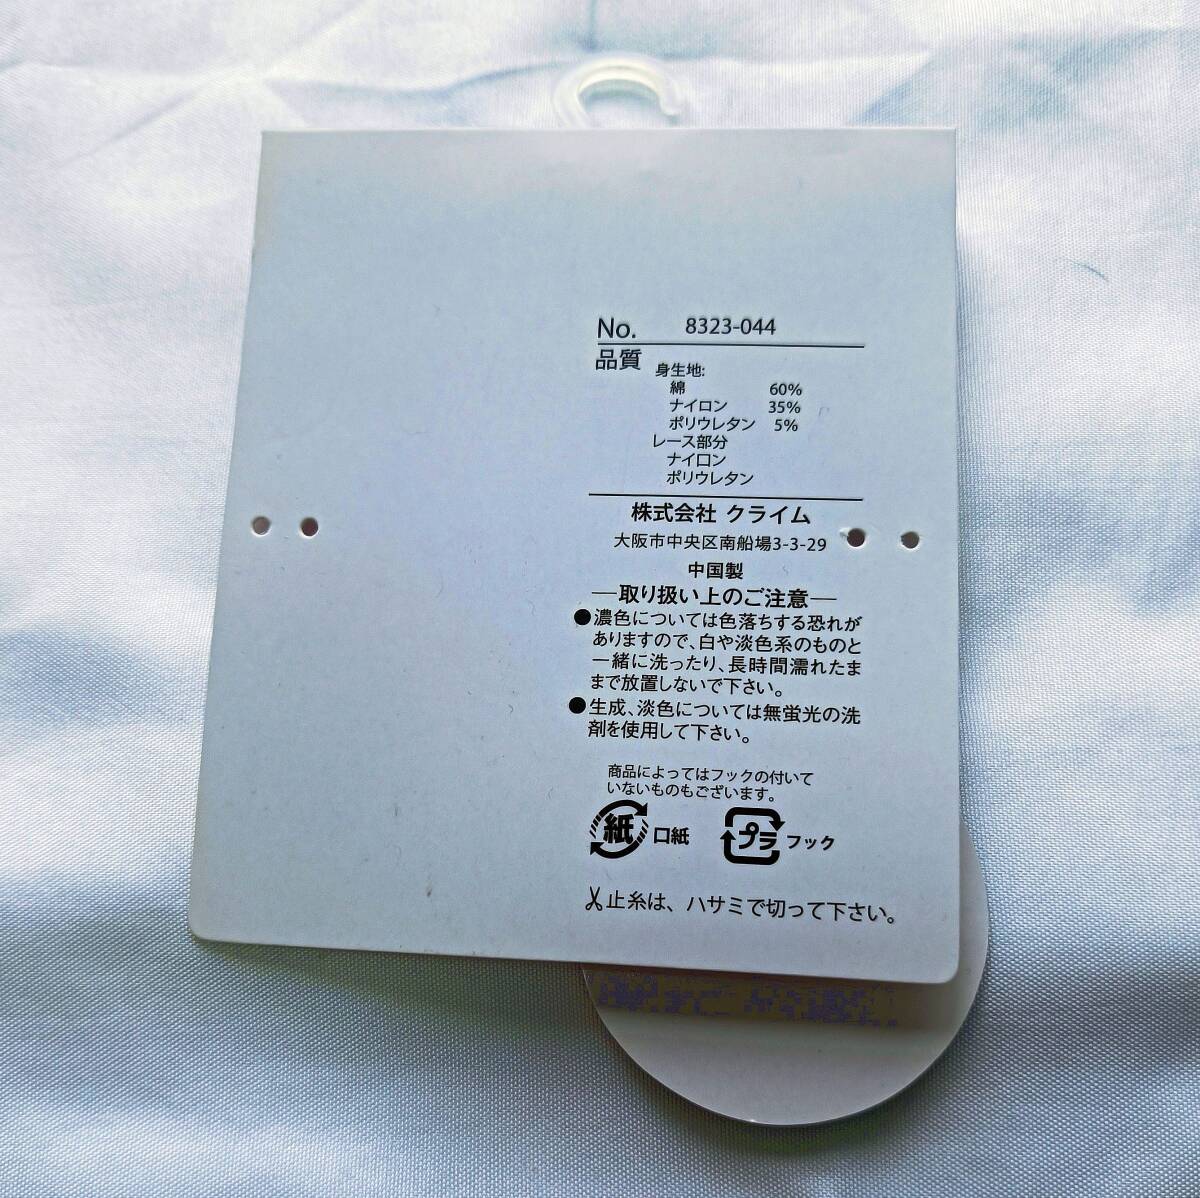 No. 8323-044
品質
身生地:
綿 60%
ナイロン 35%
ポリウレタン 5%
レース部分
ナイロン
ポリウレタン
株式会社 クライム
大阪市中央区南船場3-3-29
中国製
―取り扱い上のご注意―
●濃色については色落ちする恐れが
ありますので、白や淡色系のものと
一緒に洗ったり、長時間濡れたま
まで放置しないで下さい。
●生成、淡色については無蛍光の洗
剤を使用して下さい。
商品によってはフックの付いて
いないものもございます。
紙 口紙 プラ フック
止糸は、ハサミで切って下さい。